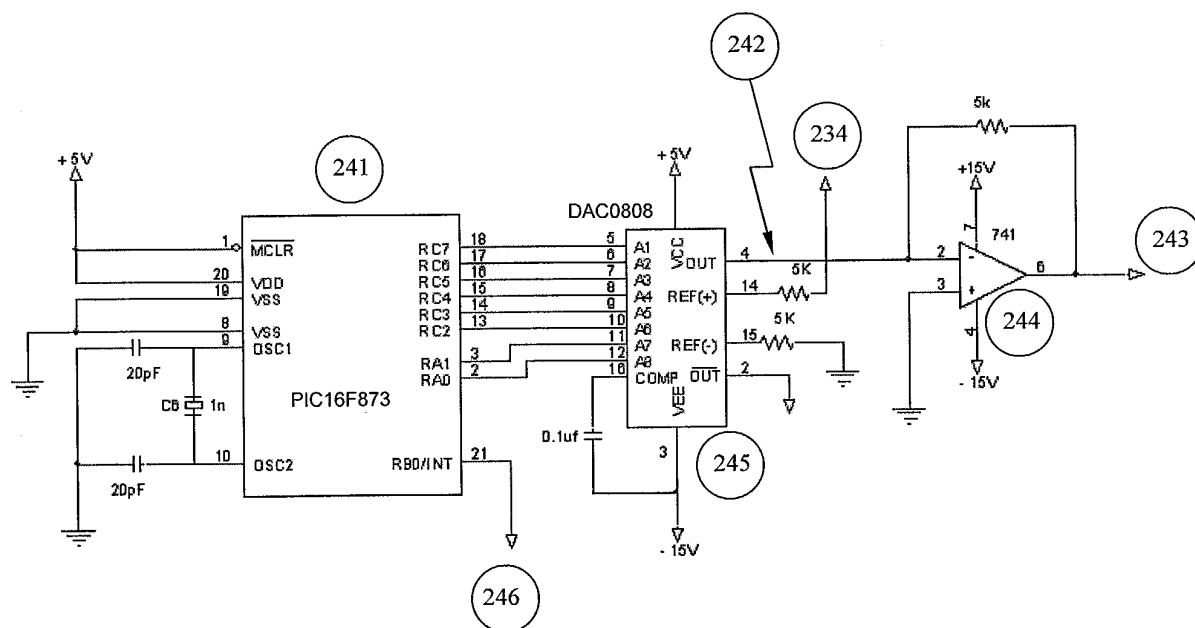 242
5k
234
+5V
241
+5V
+15V
243
DAC0808
1
MCLR
RC7
18
5
A1
VCC
OUT
4
7
741
RC6
17
6
A2
2
-
6
20
VDD
RC5
16
7
A3
5K
19
VSS
RC4
15
8
A4
REF(+)
14
3
+
RC3
14
9
A5
244
8
VSS
RC2
13
10
A6
5K
4
9
OSC1
11
A7
REF(-)
15
20pF
RA1
3
12
A8
- 15V
RA0
2
16
COMP
OUT
2
C6
1n
PIC16F873
VEE
0.1uf
3
245
10
OSC2
RB0/INT
21
20pF
- 15V
246